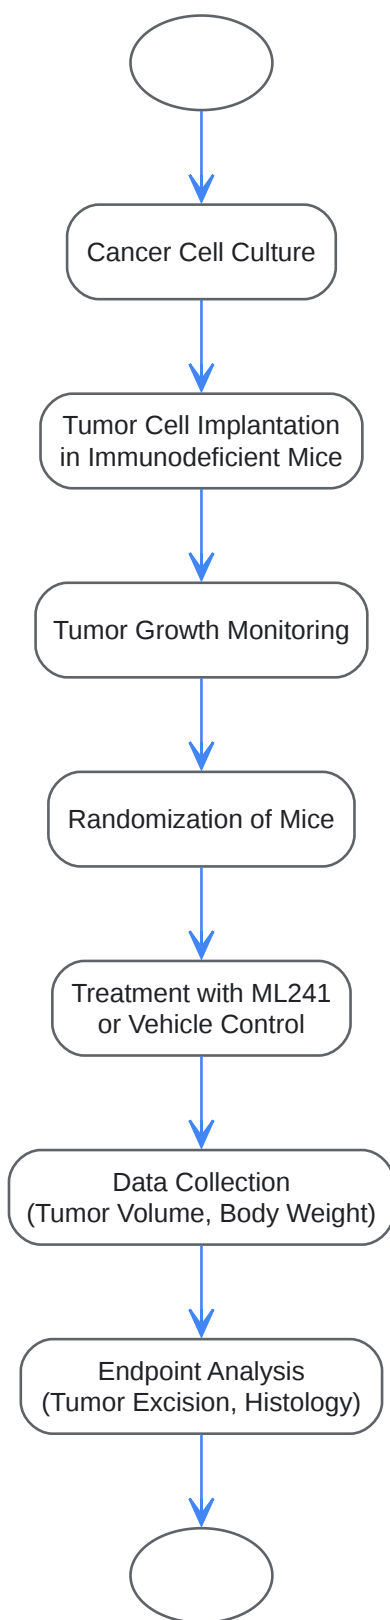 Cancer Cell Culture
Tumor Cell Implantation
in Immunodeficient Mice
Tumor Growth Monitoring
Randomization of Mice
Treatment with ML241
or Vehicle Control
Data Collection
(Tumor Volume, Body Weight)
Endpoint Analysis
(Tumor Excision, Histology)